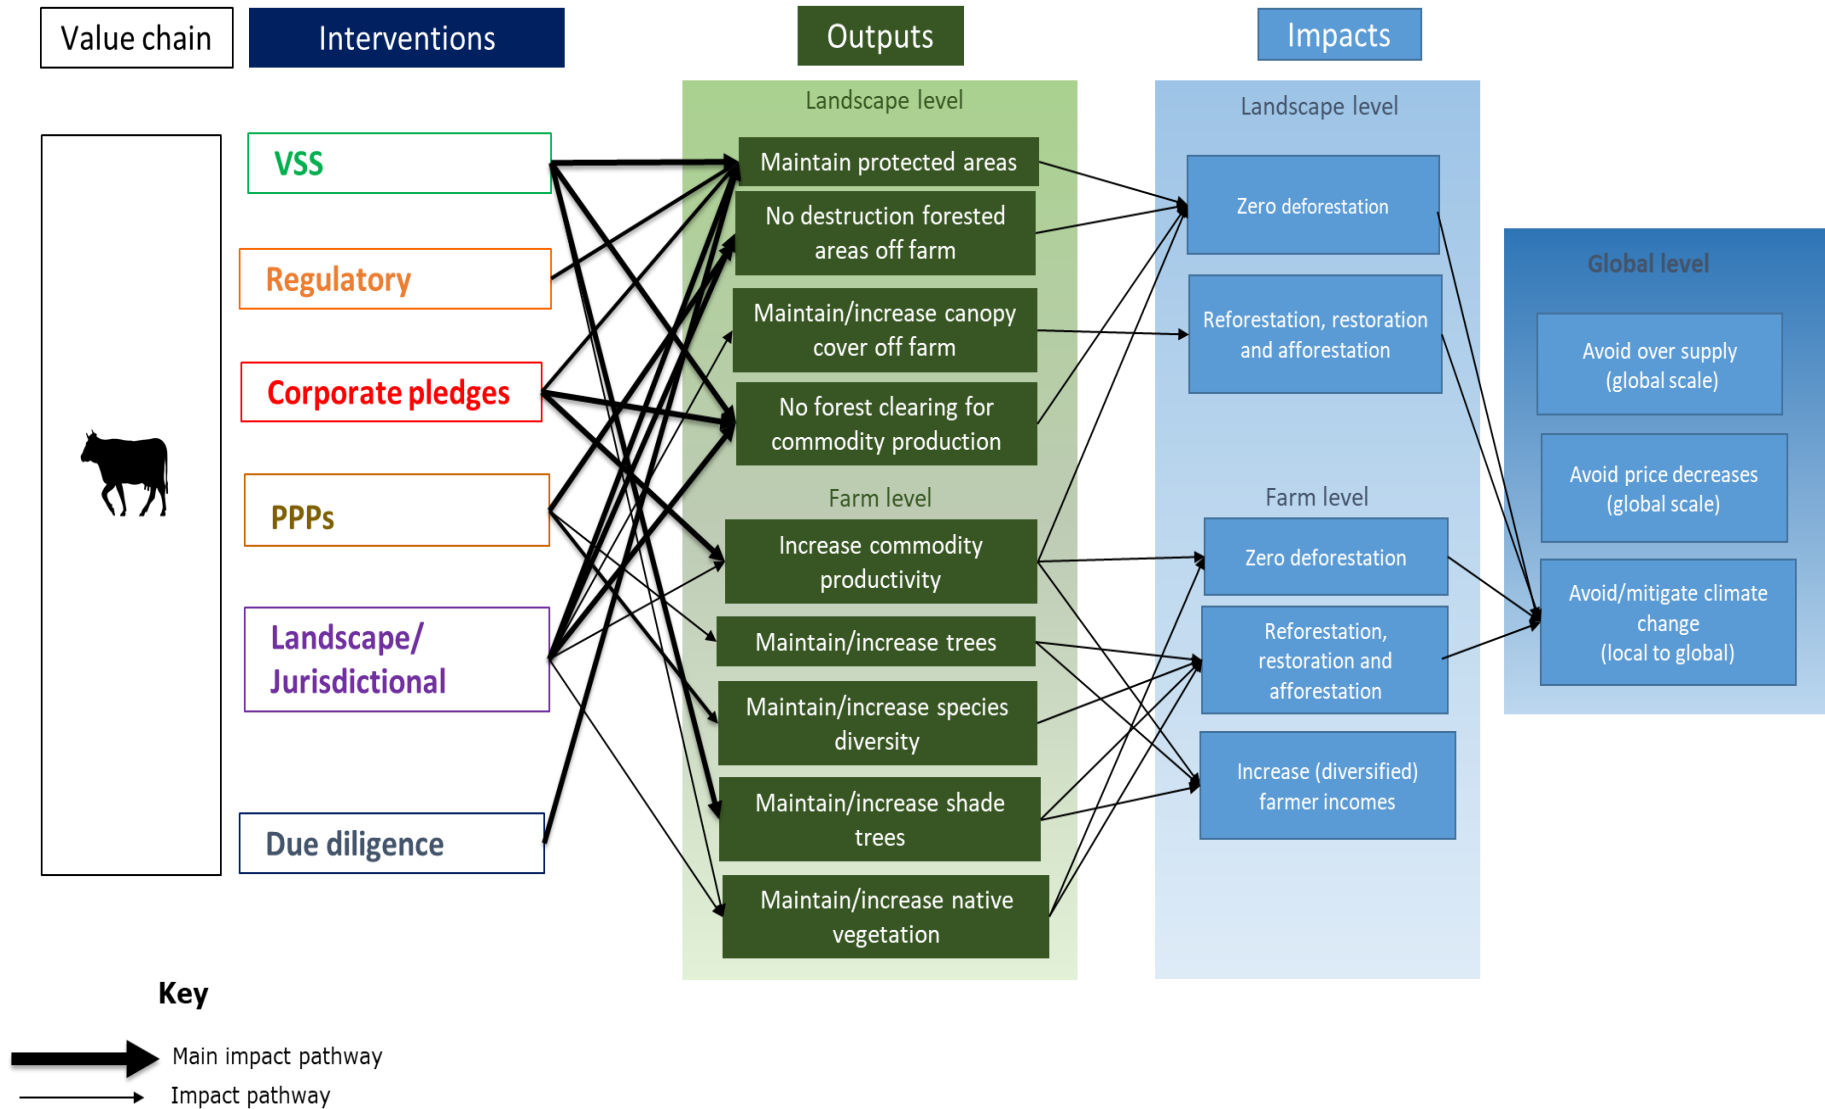 Value chain
Interventions
Outputs
Impacts
Landscape level
Landscape level
VSS
Regulatory
Corporate pledges
PPPs
Landscape/
Jurisdictional
Due diligence
Maintain protected areas
No destruction forested
areas off farm
Maintain/increase canopy
cover off farm
No forest clearing for
commodity production
Farm level
Increase commodity
productivity
Maintain/increase trees
Maintain/increase species
diversity
Maintain/increase shade
trees
Maintain/increase native
vegetation
Zero deforestation
Reforestation, restoration
and afforestation
Farm level
Zero deforestation
Reforestation,
restoration and
afforestation
Increase (diversified)
farmer incomes
Global level
Avoid over supply
(global scale)
Avoid price decreases
(global scale)
Avoid/mitigate climate
change
(local to global)
Key
Main impact pathway
Impact pathway